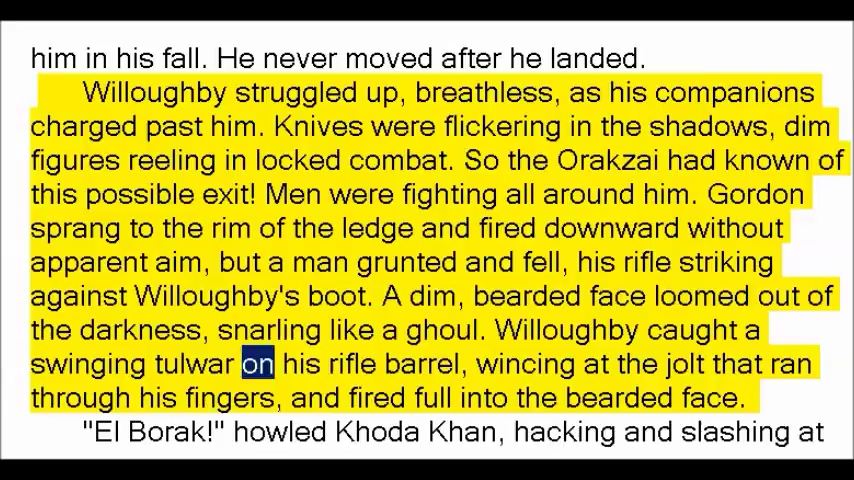 him in his fall. He never moved after he landed.
Willoughby struggled up, breathless, as his companions
charged past him. Knives were flickering in the shadows, dim
figures reeling in locked combat. So the Orakzai had known of
this possible exit! Men were fighting all around him. Gordon
sprang to the rim of the ledge and fired downward without
apparent aim, but a man grunted and fell, his rifle striking
against Willoughby's boot. A dim, bearded face loomed out of
the darkness, snarling like a ghoul. Willoughby caught a
swinging tulwar on his rifle barrel, wincing at the jolt that ran
through his fingers, and fired full into the bearded face.
"El Borak!" howled Khoda Khan, hacking and slashing at